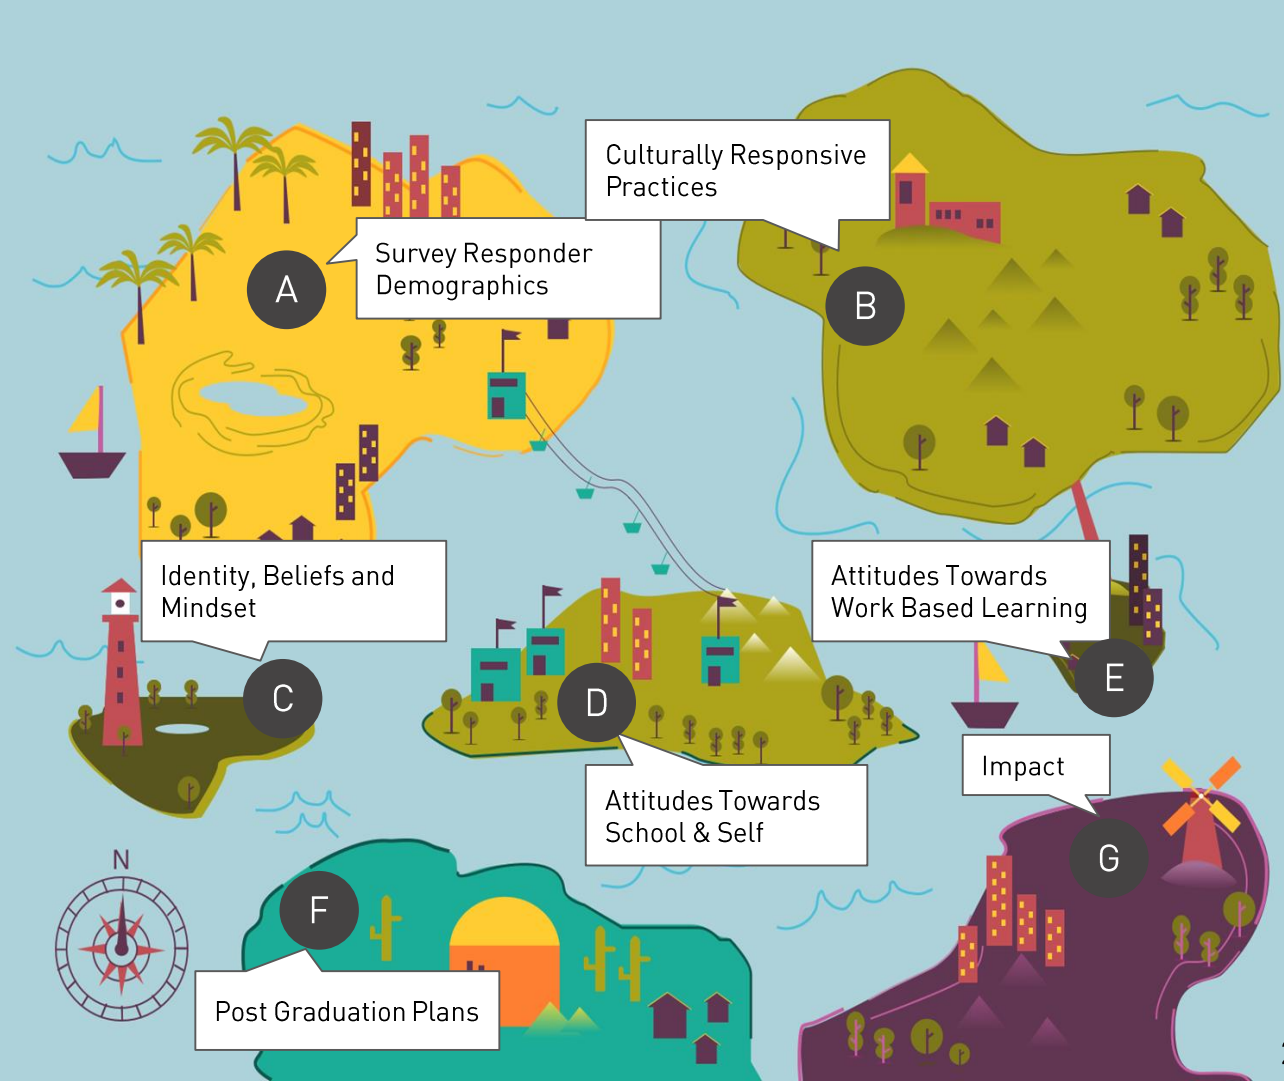 Culturally Responsive
Practices
Survey Responder
Demographics
A
B
Identity, Beliefs and
Mindset
Attitudes Towards
Work Based Learning
C
D
E
Impact
Attitudes Towards
School & Self
G
N
F
Post Graduation Plans